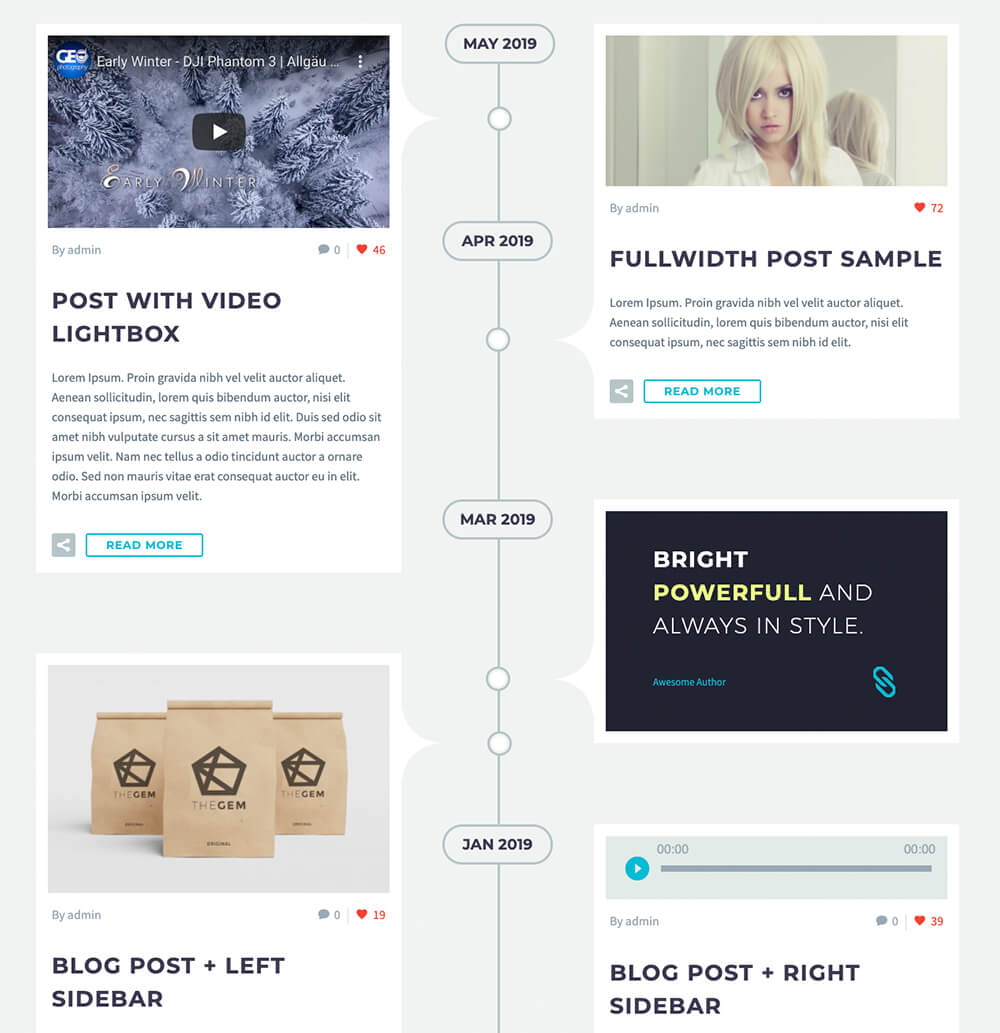 MAY 2019
GEO
photography
Early Winter - DJI Phantom 3 | Allgäu ...
EARLY WINTER
By admin
0
46
POST WITH VIDEO
LIGHTBOX
Lorem Ipsum. Proin gravida nibh vel velit auctor aliquet.
Aenean sollicitudin, lorem quis bibendum auctor, nisi elit
consequat ipsum, nec sagittis sem nibh id elit. Duis sed odio sit
amet nibh vulputate cursus a sit amet mauris. Morbi accumsan
ipsum velit. Nam nec tellus a odio tincidunt auctor a ornare
odio. Sed non mauris vitae erat consequat auctor eu in elit.
Morbi accumsan ipsum velit.
READ MORE
By admin
72
APR 2019
FULLWIDTH POST SAMPLE
Lorem Ipsum. Proin gravida nibh vel velit auctor aliquet.
Aenean sollicitudin, lorem quis bibendum auctor, nisi elit
consequat ipsum, nec sagittis sem nibh id elit.
READ MORE
MAR 2019
BRIGHT
POWERFULL AND
ALWAYS IN STYLE.
Awesome Author
THEGEM
ORIGINAL
THEGEM
ORIGINAL
THEGEM
ORIGINAL
By admin
0
19
BLOG POST + LEFT
SIDEBAR
JAN 2019
00:00
00:00
By admin
0
39
BLOG POST + RIGHT
SIDEBAR